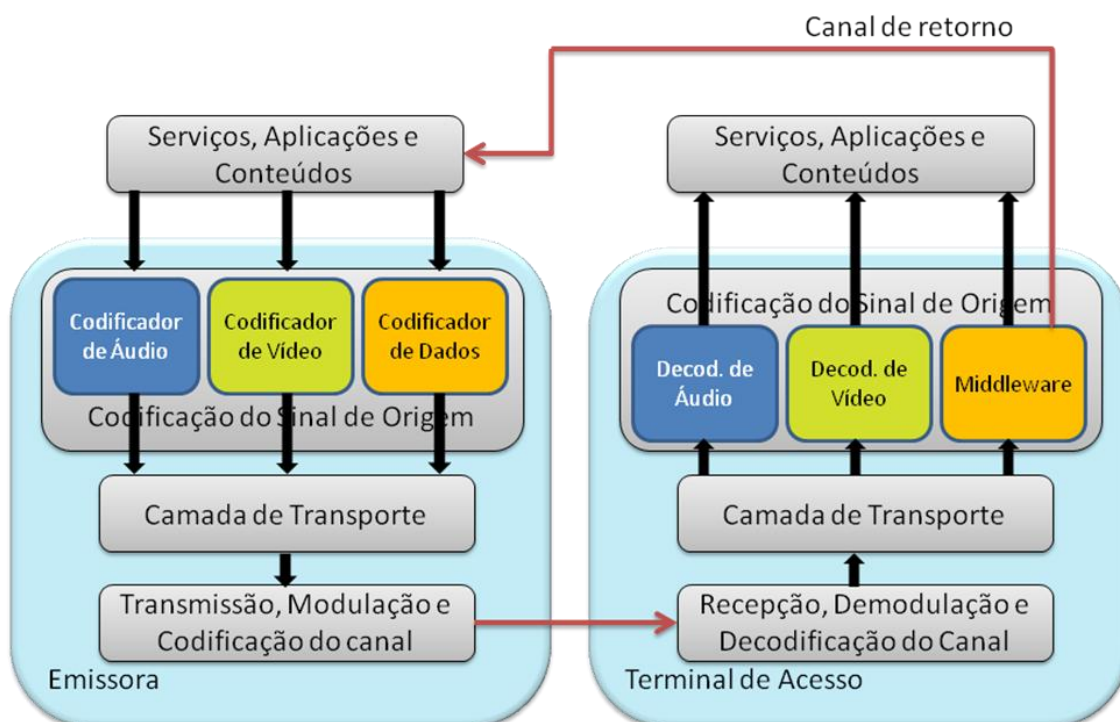 Canal de retorno
Serviços, Aplicações e
Conteúdos
Codificador
de Áudio
Codificador
de Vídeo
Codificador
de Dados
Codificação do Sinal de Origem
Camada de Transporte
Transmissão, Modulação e
Codificação do canal
Emissora
Serviços, Aplicações e
Conteúdos
Codificação do Sinal de Origem
Decod. de
Áudio
Decod. de
Vídeo
Middleware
Camada de Transporte
Recepção, Demodulação e
Decodificação do Canal
Terminal de Acesso